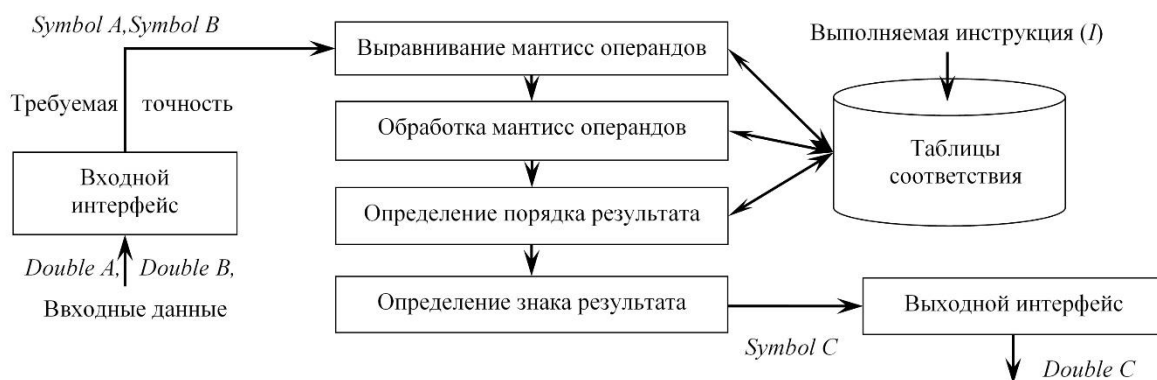 Symbol A,Symbol B
Требуемая точность
Входной
интерфейс
Double A, Double B,
Ввходные данные
Выравнивание мантисс операндов
Обработка мантисс операндов
Определение порядка результата
Определение знака результата
Выполняемая инструкция (I)
Таблицы
соответствия
Symbol C
Выходной интерфейс
Double C